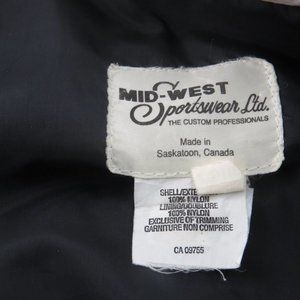 MID-WEST
Sportswear Ltd.
THE CUSTOM PROFESSIONALS
Made in
Saskatoon, Canada
SHELL/EXTE
100% NYLON
LINING/DOUBLURE
100% NYLON
EXCLUSIVE OF TRIMMING
GARNITURE NON COMPRISE
CA 09755